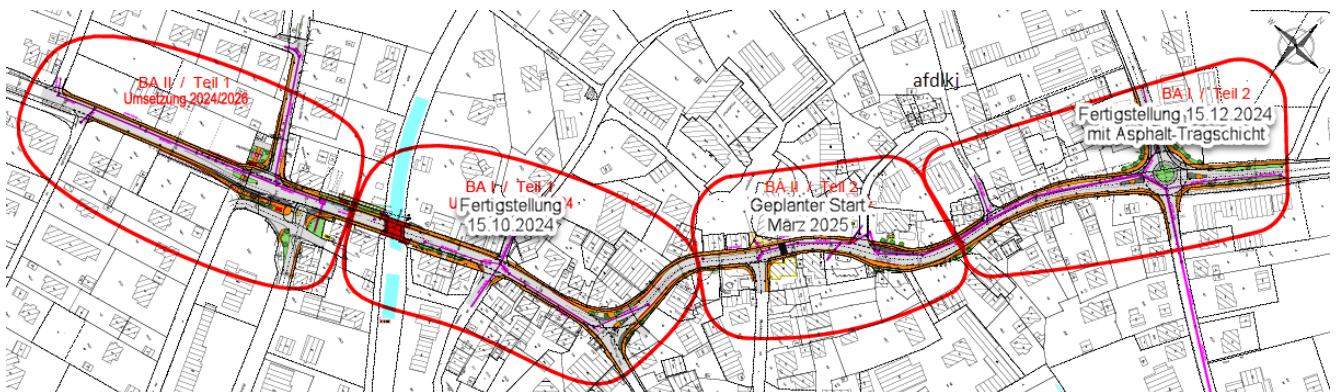 BA II / Teil 1
Umsetzung 2024/2026
BA I / Teil 1
Fertigstellung
15.10.2024
BA II / Teil 2
Geplanter Start
März 2025
afdlkj
BA I / Teil 2
Fertigstellung 15.12.2024
mit Asphalt-Tragschicht
W
N